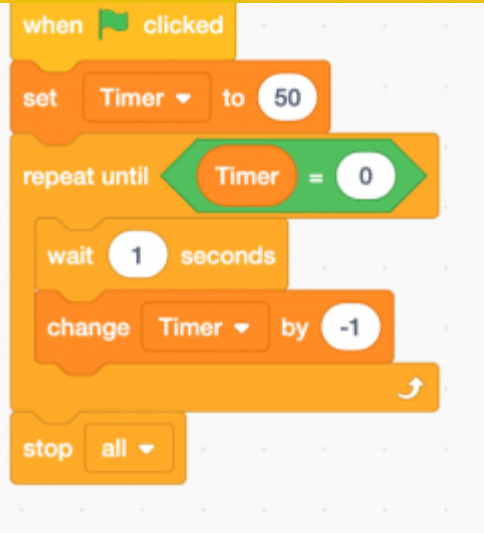 when clicked
set Timer to 50
repeat until Timer = 0
wait 1 seconds
change Timer by -1
stop all